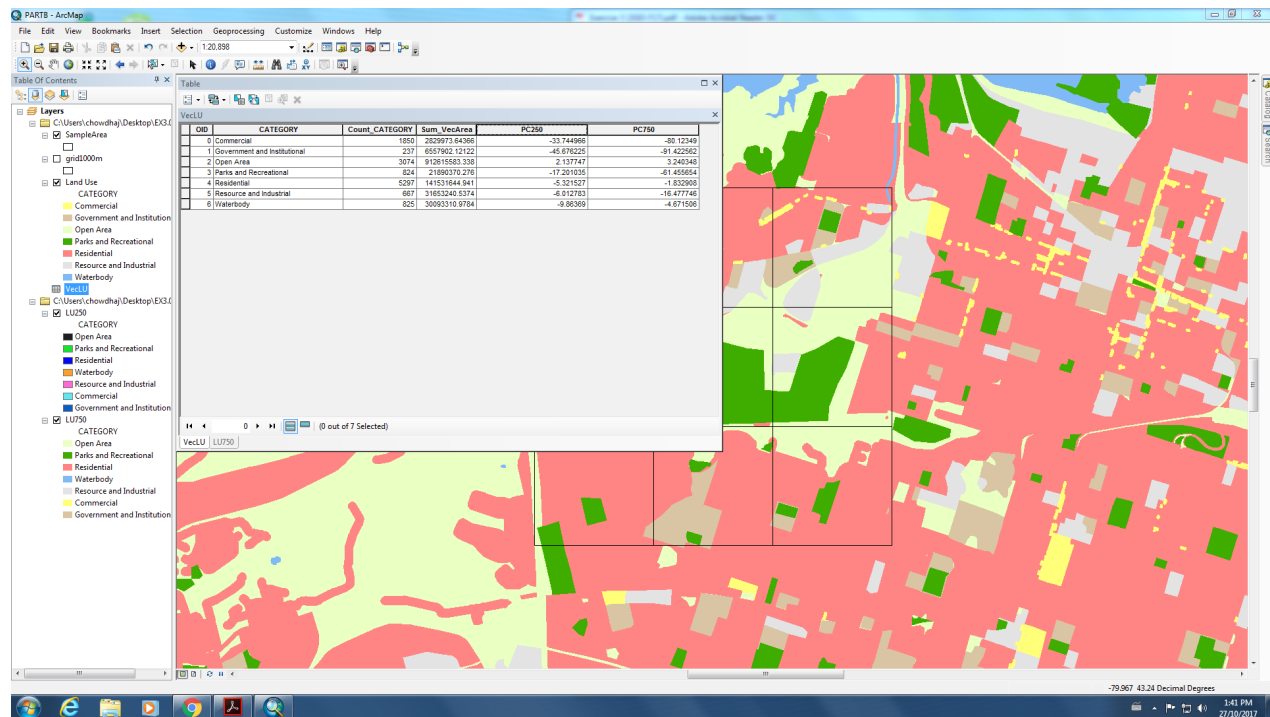 PARTB - ArcMap
File Edit View Bookmarks Insert Selection Geoprocessing Customize Windows Help
1:20,898
Table Of Contents
Layers
C:\Users\chowdhaj\Desktop\EX3.(
SampleArea
grid1000m
Land Use
CATEGORY
Commercial
Government and Institution
Open Area
Parks and Recreational
Residential
Resource and Industrial
Waterbody
VecLU
C:\Users\chowdhaj\Desktop\EX3.(
LU250
CATEGORY
Open Area
Parks and Recreational
Residential
Waterbody
Resource and Industrial
Commercial
Government and Institution
LU750
CATEGORY
Open Area
Parks and Recreational
Residential
Waterbody
Resource and Industrial
Commercial
Government and Institution
Table
VecLU
OID CATEGORY Count_CATEGORY Sum_VecArea PC250 PC750
0 Commercial 1850 2829973.64366 -33.744966 -80.12349
1 Government and Institutional 237 6557902.12122 -45.676225 -91.422562
2 Open Area 3074 912615583.338 2.137747 3.240348
3 Parks and Recreational 824 21890370.276 -17.201035 -61.455654
4 Residential 5297 141531644.941 -5.321527 -1.632908
5 Resource and Industrial 667 31653240.5374 -6.012783 -16.477746
6 Waterbody 825 30093310.9784 -9.86369 -4.671506
0 (0 out of 7 Selected)
VecLU LU750
Catalog
Search
-79.967 43.24 Decimal Degrees
1:41 PM
27/10/2017